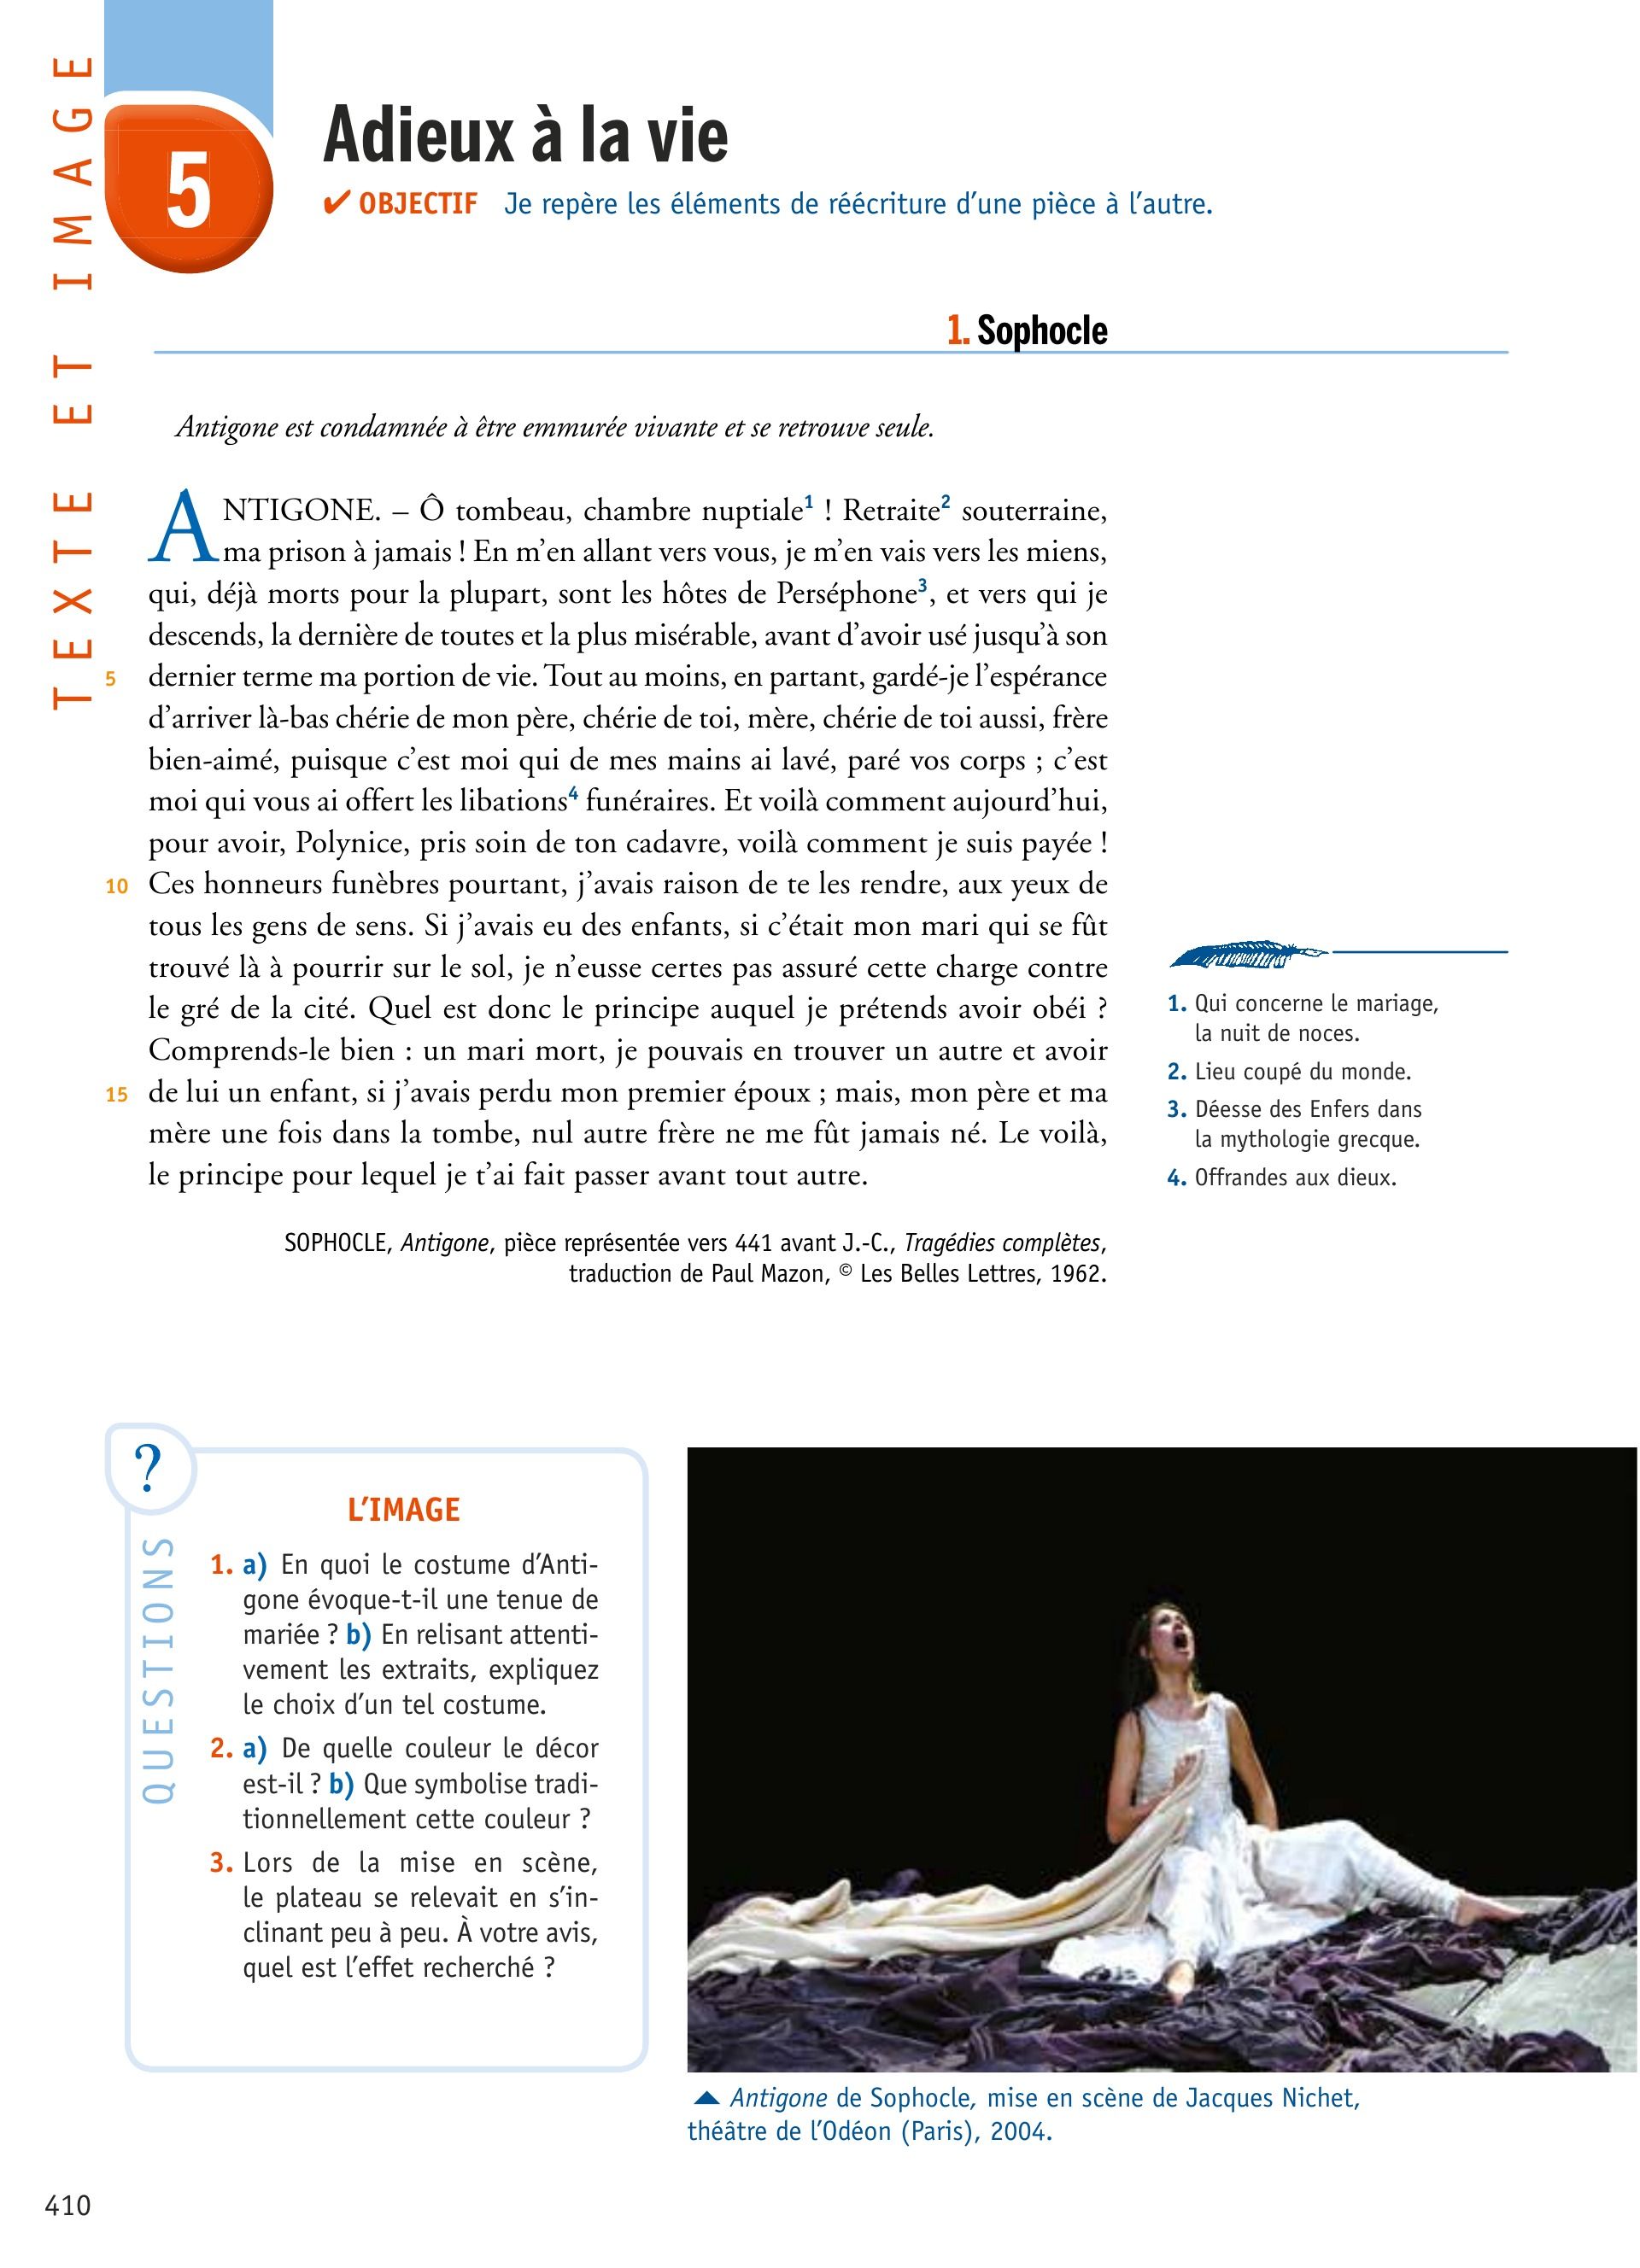 TEXTE ET IMAGE
5
Adieux à la vie
✔ OBJECTIF Je repère les éléments de réécriture d’une pièce à l’autre.
1. Sophocle
Antigone est condamnée à être emmurée vivante et se retrouve seule.
ANTIGONE. – Ô tombeau, chambre nuptiale1 ! Retraite2 souterraine,
ma prison à jamais ! En m’en allant vers vous, je m’en vais vers les miens,
qui, déjà morts pour la plupart, sont les hôtes de Perséphone3, et vers qui je
descends, la dernière de toutes et la plus misérable, avant d’avoir usé jusqu’à son
5 dernier terme ma portion de vie. Tout au moins, en partant, gardé-je l’espérance
d’arriver là-bas chérie de mon père, chérie de toi, mère, chérie de toi aussi, frère
bien-aimé, puisque c’est moi qui de mes mains ai lavé, paré vos corps ; c’est
moi qui vous ai offert les libations4 funéraires. Et voilà comment aujourd’hui,
pour avoir, Polynice, pris soin de ton cadavre, voilà comment je suis payée !
10 Ces honneurs funèbres pourtant, j’avais raison de te les rendre, aux yeux de
tous les gens de sens. Si j’avais eu des enfants, si c’était mon mari qui se fût
trouvé là à pourrir sur le sol, je n’eusse certes pas assuré cette charge contre
le gré de la cité. Quel est donc le principe auquel je prétends avoir obéi ?
Comprends-le bien : un mari mort, je pouvais en trouver un autre et avoir
15 de lui un enfant, si j’avais perdu mon premier époux ; mais, mon père et ma
mère une fois dans la tombe, nul autre frère ne me fût jamais né. Le voilà,
le principe pour lequel je t’ai fait passer avant tout autre.
SOPHOCLE, Antigone, pièce représentée vers 441 avant J.-C., Tragédies complètes,
traduction de Paul Mazon, © Les Belles Lettres, 1962.
1. Qui concerne le mariage,
la nuit de noces.
2. Lieu coupé du monde.
3. Déesse des Enfers dans
la mythologie grecque.
4. Offrandes aux dieux.
?
QUESTIONS
L’IMAGE
1. a) En quoi le costume d’Anti-
gone évoque-t-il une tenue de
mariée ? b) En relisant attenti-
vement les extraits, expliquez
le choix d’un tel costume.
2. a) De quelle couleur le décor
est-il ? b) Que symbolise tradi-
tionnellement cette couleur ?
3. Lors de la mise en scène,
le plateau se relevait en s’in-
clinant peu à peu. À votre avis,
quel est l’effet recherché ?
Antigone de Sophocle, mise en scène de Jacques Nichet,
théâtre de l’Odéon (Paris), 2004.
410